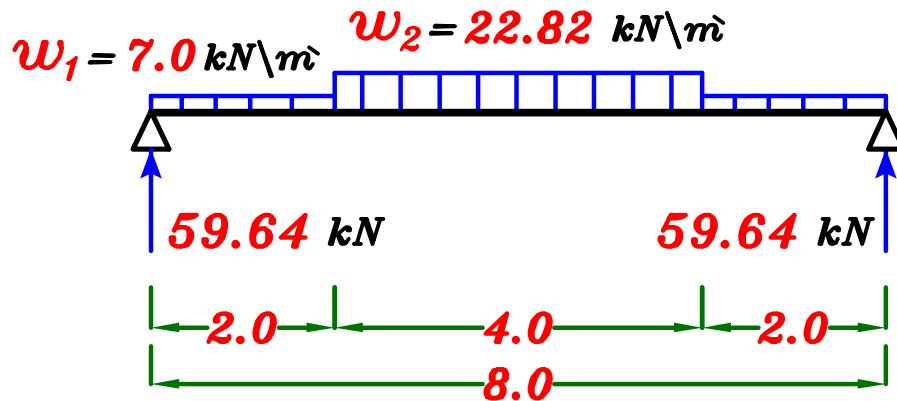 w1 = 7.0 kN\m`
w2 = 22.82 kN\m`
59.64 kN
59.64 kN
2.0 4.0 2.0
8.0